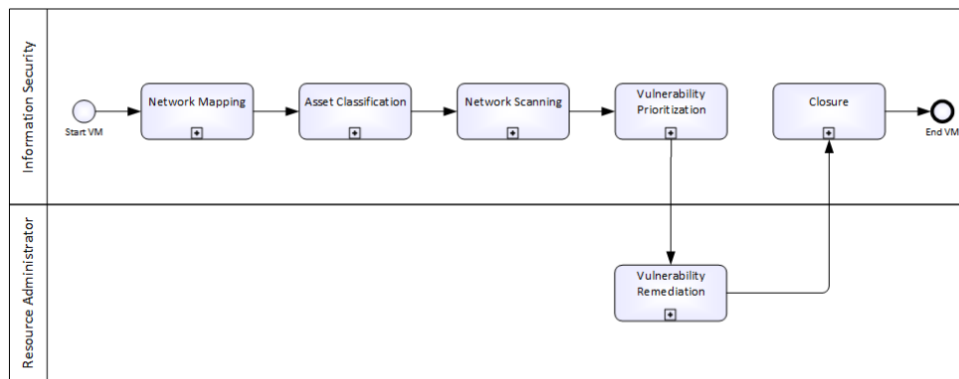 Information Security
Start VM
Network Mapping
Asset Classification
Network Scanning
Vulnerability
Prioritization
Closure
End VM
Resource Administrator
Vulnerability
Remediation